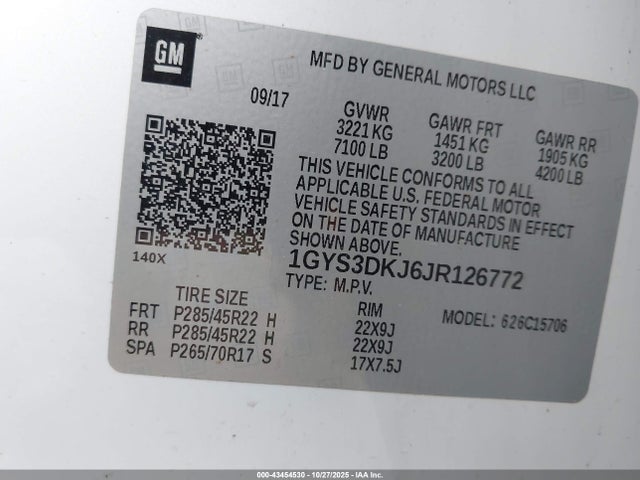 GM
MFD BY GENERAL MOTORS LLC
09/17
GVWR GAWR FRT GAWR RR
3221 KG 1451 KG 1905 KG
7100 LB 3200 LB 4200 LB
THIS VEHICLE CONFORMS TO ALL
APPLICABLE U.S. FEDERAL MOTOR
VEHICLE SAFETY STANDARDS IN EFFECT
ON THE DATE OF MANUFACTURE
SHOWN ABOVE.
140X
1GYS3DKJ6JR126772
TYPE: M.P.V.
TIRE SIZE RIM MODEL: 626C15706
FRT P285/45R22 H 22X9J
RR P285/45R22 H 22X9J
SPA P265/70R17 S 17X7.5J
000-43454530 - 10/27/2025 - IAA Inc.